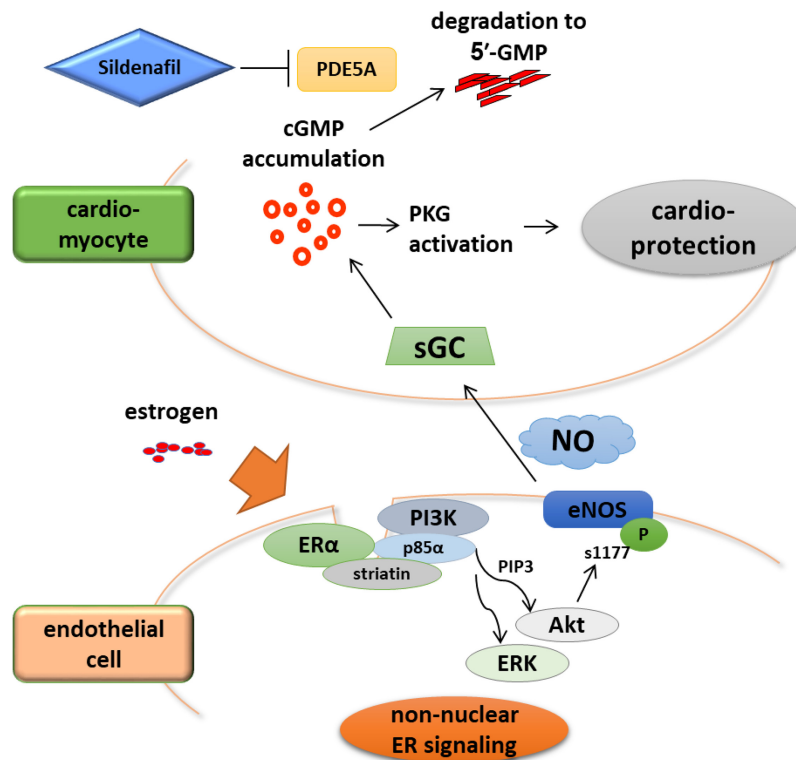 degradation to
5′-GMP
Sildenafil
PDE5A
cGMP
accumulation
cardio-
myocyte
PKG
activation
cardio-
protection
sGC
estrogen
NO
eNOS
P
s1177
PI3K
ERα
p85α
striatin
PIP3
Akt
ERK
endothelial
cell
non-nuclear
ER signaling